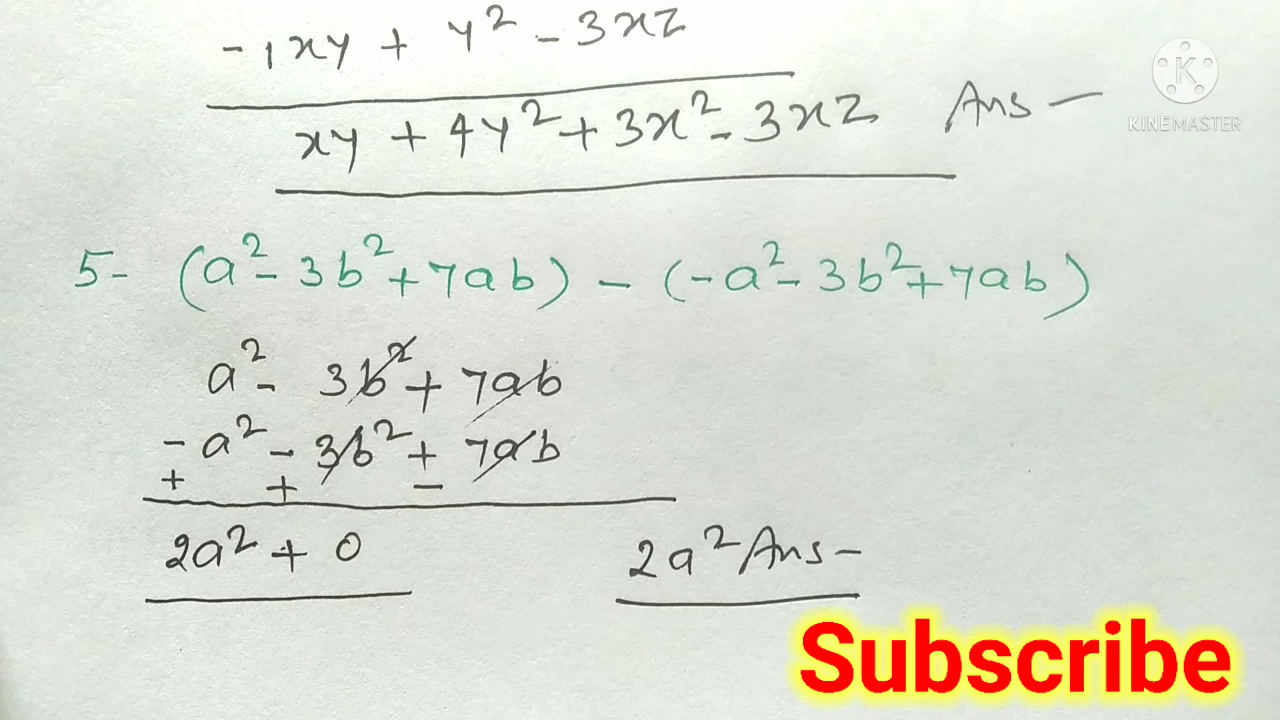 -1xy + y² - 3xz
xy + 4y² + 3x² - 3xz Ans -
KINEMASTER
5- (a² - 3b² + 7ab) - (-a² - 3b² + 7ab)
a² - 3b² + 7ab
-a² - 3b² + 7ab
+ + -
2a² + 0
2a² Ans -
Subscribe